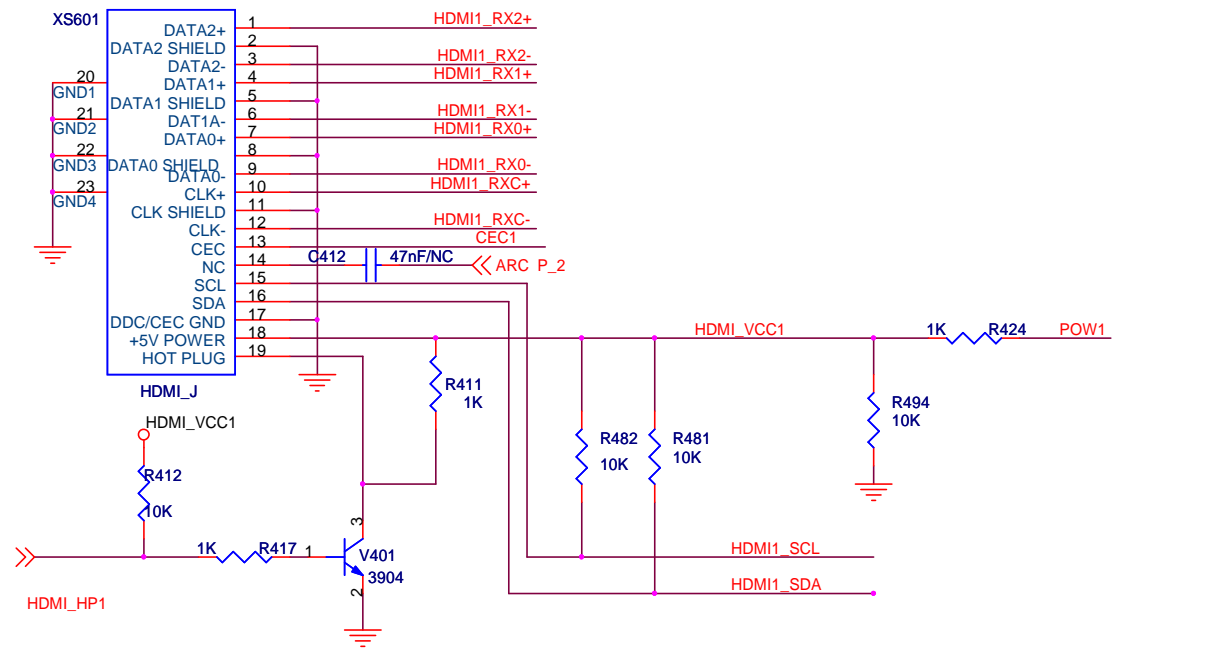 XS601
DATA2+ 1 HDMI1_RX2+
DATA2 SHIELD 2
DATA2- 3 HDMI1_RX2-
20 DATA1+ 4 HDMI1_RX1+
GND1
DATA1 SHIELD 5
21 DAT1A- 6 HDMI1_RX1-
GND2
DATA0+ 7 HDMI1_RX0+
22 8
GND3 DATA0 SHIELD
DATA0- 9 HDMI1_RX0-
23 CLK+ 10 HDMI1_RXC+
GND4
CLK SHIELD 11
CLK- 12 HDMI1_RXC-
CEC 13 CEC1
NC 14 C412 47nF/NC ARC P_2
SCL 15
SDA 16
DDC/CEC GND 17
+5V POWER 18 HDMI_VCC1 1K R424 POW1
HOT PLUG 19
HDMI_J
R411
1K
R494
10K
HDMI_VCC1
R482 R481
10K 10K
R412
10K
3
1K R417 1 V401
3904
2
HDMI1_SCL
HDMI1_SDA
HDMI_HP1